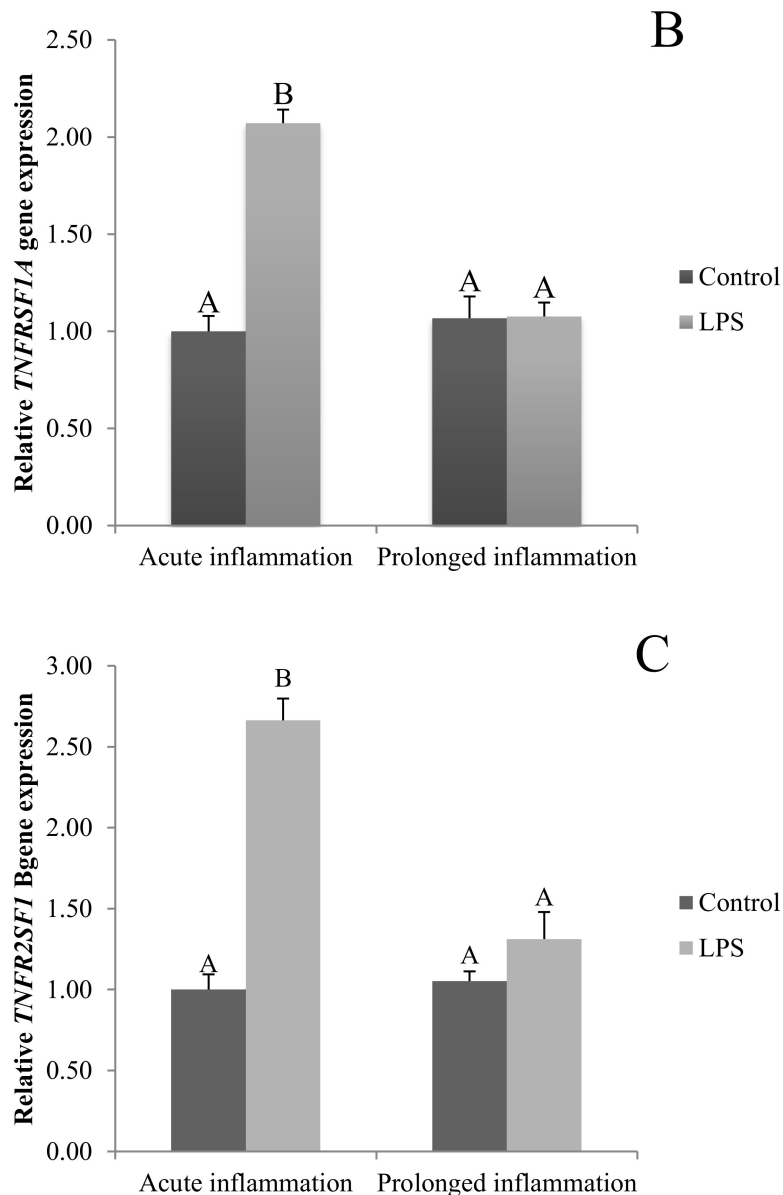 B
Relative TNFRSF1A gene expression
2.50
2.00
1.50
1.00
0.50
0.00
A
B
A
A
Acute inflammation
Prolonged inflammation
Control
LPS
C
Relative TNFR2SF1 Bgene expression
3.00
2.50
2.00
1.50
1.00
0.50
0.00
A
B
A
A
Acute inflammation
Prolonged inflammation
Control
LPS